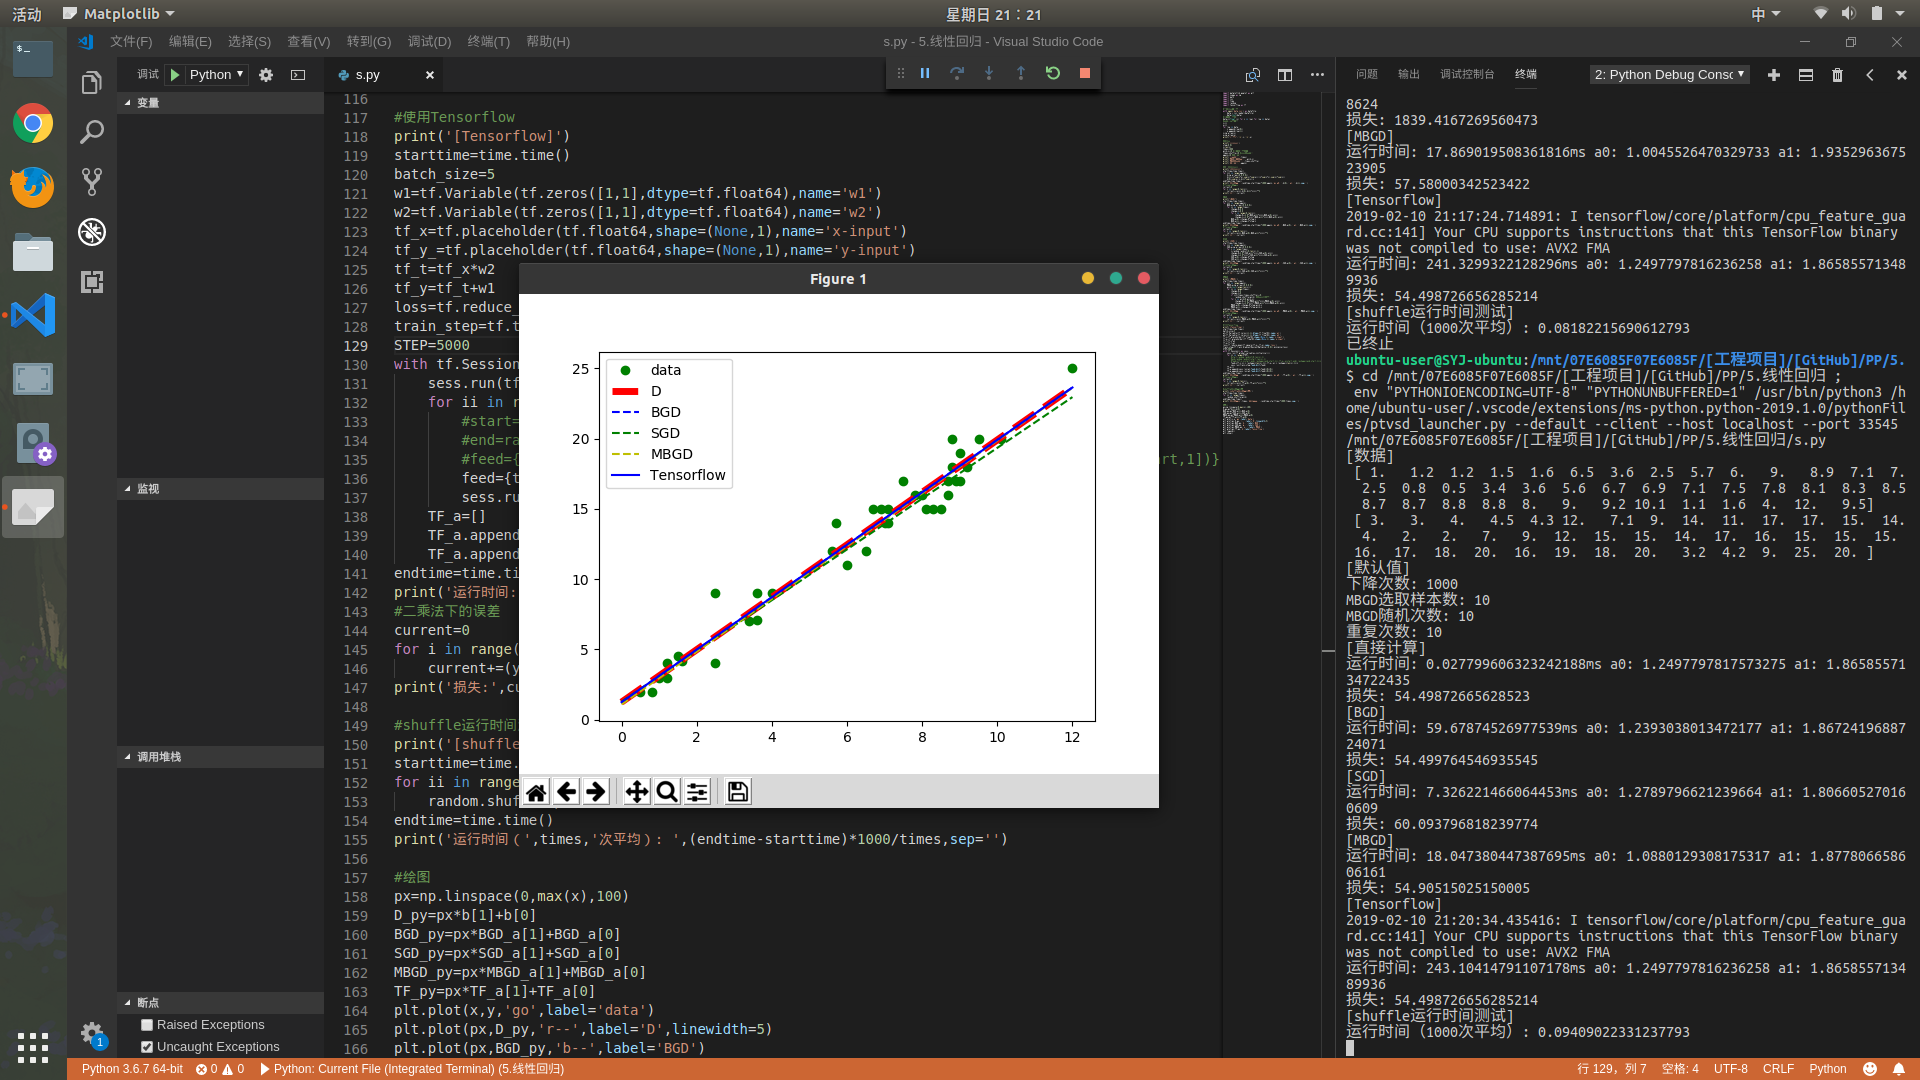 活动
Matplotlib
星期日 21：21
中
文件(F) 编辑(E) 选择(S) 查看(V) 转到(G) 调试(D) 终端(T) 帮助(H)
s.py - 5.线性回归 - Visual Studio Code
调试
Python
变量
监视
调用堆栈
断点
Raised Exceptions
Uncaught Exceptions
1
s.py
116
117 #使用Tensorflow
118 print('[Tensorflow]')
119 starttime=time.time()
120 batch_size=5
121 w1=tf.Variable(tf.zeros([1,1],dtype=tf.float64),name='w1')
122 w2=tf.Variable(tf.zeros([1,1],dtype=tf.float64),name='w2')
123 tf_x=tf.placeholder(tf.float64,shape=(None,1),name='x-input')
124 tf_y_=tf.placeholder(tf.float64,shape=(None,1),name='y-input')
125 tf_t=tf_x*w2
126 tf_y=tf_t+w1
127 loss=tf.reduce_
128 train_step=tf.t
129 STEP=5000
130 with tf.Session
131 sess.run(tf
132 for ii in r
133 #start=
134 #end=ra
135 #feed={ rt,1])}
136 feed={t
137 sess.ru
138 TF_a=[]
139 TF_a.append
140 TF_a.append
141 endtime=time.ti
142 print('运行时间:
143 #二乘法下的误差
144 current=0
145 for i in range(
146 current+=(y
147 print('损失:',cu
148
149 #shuffle运行时间
150 print('[shuffle
151 starttime=time.
152 for ii in range
153 random.shuf
154 endtime=time.time()
155 print('运行时间（',times,'次平均）: ',(endtime-starttime)*1000/times,sep='')
156
157 #绘图
158 px=np.linspace(0,max(x),100)
159 D_py=px*b[1]+b[0]
160 BGD_py=px*BGD_a[1]+BGD_a[0]
161 SGD_py=px*SGD_a[1]+SGD_a[0]
162 MBGD_py=px*MBGD_a[1]+MBGD_a[0]
163 TF_py=px*TF_a[1]+TF_a[0]
164 plt.plot(x,y,'go',label='data')
165 plt.plot(px,D_py,'r--',label='D',linewidth=5)
166 plt.plot(px,BGD_py,'b--',label='BGD')
Figure 1
data
D
BGD
SGD
MBGD
Tensorflow
25
20
15
10
5
0
0 2 4 6 8 10 12
问题 输出 调试控制台 终端
2: Python Debug Consc
8624
损失: 1839.4167269560473
[MBGD]
运行时间: 17.869019508361816ms a0: 1.0045526470329733 a1: 1.9352963675
23905
损失: 57.58000342523422
[Tensorflow]
2019-02-10 21:17:24.714891: I tensorflow/core/platform/cpu_feature_gua
rd.cc:141] Your CPU supports instructions that this TensorFlow binary
was not compiled to use: AVX2 FMA
运行时间: 241.3299322128296ms a0: 1.2497797816236258 a1: 1.86585571348
9936
损失: 54.498726656285214
[shuffle运行时间测试]
运行时间（1000次平均）: 0.08182215690612793
已终止
ubuntu-user@SYJ-ubuntu:/mnt/07E6085F07E6085F/[工程项目]/[GitHub]/PP/5.
$ cd /mnt/07E6085F07E6085F/[工程项目]/[GitHub]/PP/5.线性回归 ;
env "PYTHONIOENCODING=UTF-8" "PYTHONUNBUFFERED=1" /usr/bin/python3 /h
ome/ubuntu-user/.vscode/extensions/ms-python.python-2019.1.0/pythonFil
es/ptvsd_launcher.py --default --client --host localhost --port 33545
/mnt/07E6085F07E6085F/[工程项目]/[GitHub]/PP/5.线性回归/s.py
[数据]
[ 1. 1.2 1.2 1.5 1.6 6.5 3.6 2.5 5.7 6. 9. 8.9 7.1 7.
2.5 0.8 0.5 3.4 3.6 5.6 6.7 6.9 7.1 7.5 7.8 8.1 8.3 8.5
8.7 8.7 8.8 8.8 8. 9. 9.2 10.1 1.1 1.6 4. 12. 9.5]
[ 3. 3. 4. 4.5 4.3 12. 7.1 9. 14. 11. 17. 17. 15. 14.
4. 2. 2. 7. 9. 12. 15. 15. 14. 17. 16. 15. 15. 15.
16. 17. 18. 20. 16. 19. 18. 20. 3.2 4.2 9. 25. 20. ]
[默认值]
下降次数: 1000
MBGD选取样本数: 10
MBGD随机次数: 10
重复次数: 10
[直接计算]
运行时间: 0.027799606323242188ms a0: 1.2497797817573275 a1: 1.86585571
34722435
损失: 54.49872665628523
[BGD]
运行时间: 59.67874526977539ms a0: 1.2393038013472177 a1: 1.86724196887
24071
损失: 54.499764546935545
[SGD]
运行时间: 7.326221466064453ms a0: 1.2789796621239664 a1: 1.80660527016
0609
损失: 60.093796818239774
[MBGD]
运行时间: 18.047380447387695ms a0: 1.0880129308175317 a1: 1.8778066586
06161
损失: 54.90515025150005
[Tensorflow]
2019-02-10 21:20:34.435416: I tensorflow/core/platform/cpu_feature_gua
rd.cc:141] Your CPU supports instructions that this TensorFlow binary
was not compiled to use: AVX2 FMA
运行时间: 243.10414791107178ms a0: 1.2497797816236258 a1: 1.8658557134
89936
损失: 54.498726656285214
[shuffle运行时间测试]
运行时间（1000次平均）: 0.09409022331237793
Python 3.6.7 64-bit 0 0 Python: Current File (Integrated Terminal) (5.线性回归)
行 129，列 7 空格: 4 UTF-8 CRLF Python